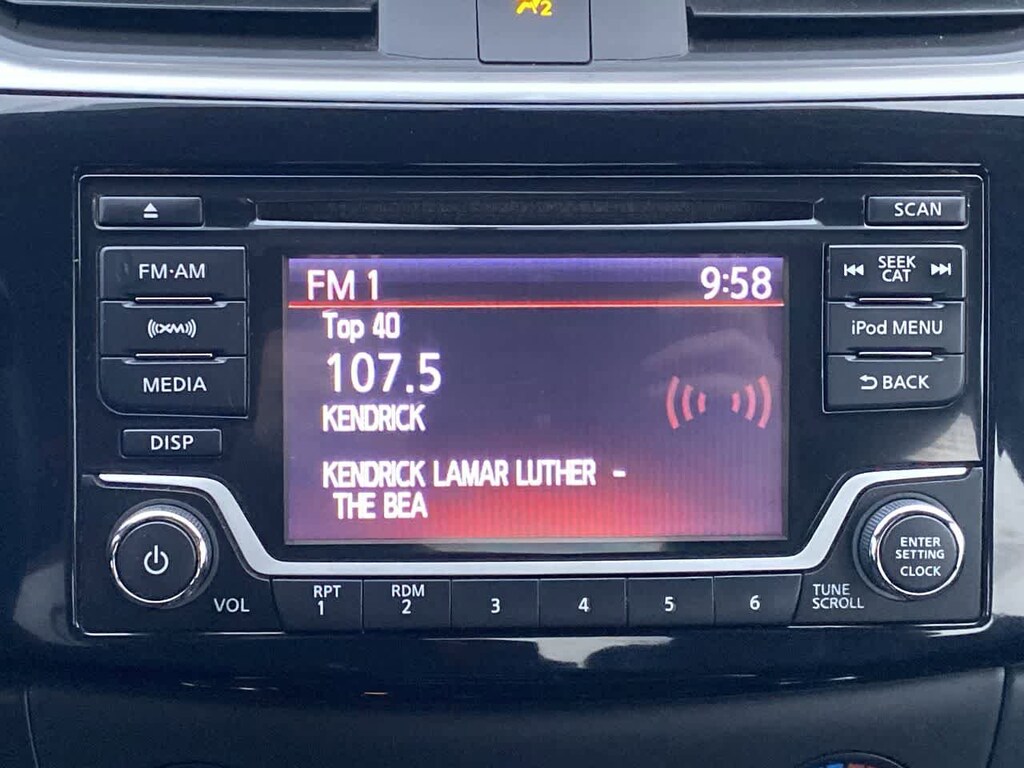 2
SCAN
FM·AM
SEEK
CAT
XM
iPod MENU
MEDIA
BACK
DISP
FM 1 9:58
Top 40
107.5
KENDRICK
KENDRICK LAMAR LUTHER -
THE BEA
VOL
RPT
1
RDM
2
3
4
5
6
TUNE
SCROLL
ENTER
SETTING
CLOCK